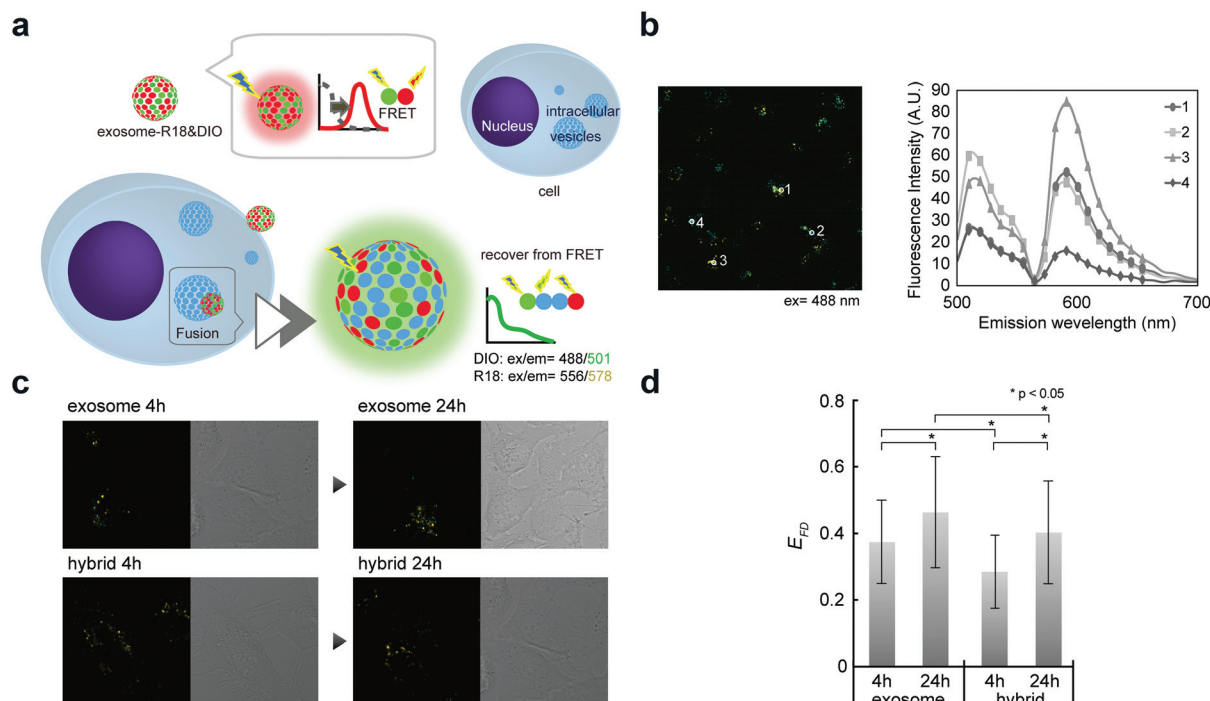 a
exosome-R18&DIO
FRET
Nucleus
intracellular
vesicles
cell
Fusion
recover from FRET
DIO: ex/em= 488/501
R18: ex/em= 556/578
b
1
4
2
3
ex= 488 nm
Fluorescence Intensity (A.U.)
90
80
70
60
50
40
30
20
10
0
500
600
700
Emission wevelength (nm)
1
2
3
4
c
exosome 4h
exosome 24h
hybrid 4h
hybrid 24h
d
* p < 0.05
0.8
0.6
0.4
0.2
0
E_FD
*
*
*
*
4h
24h
4h
24h
exosome
hybrid